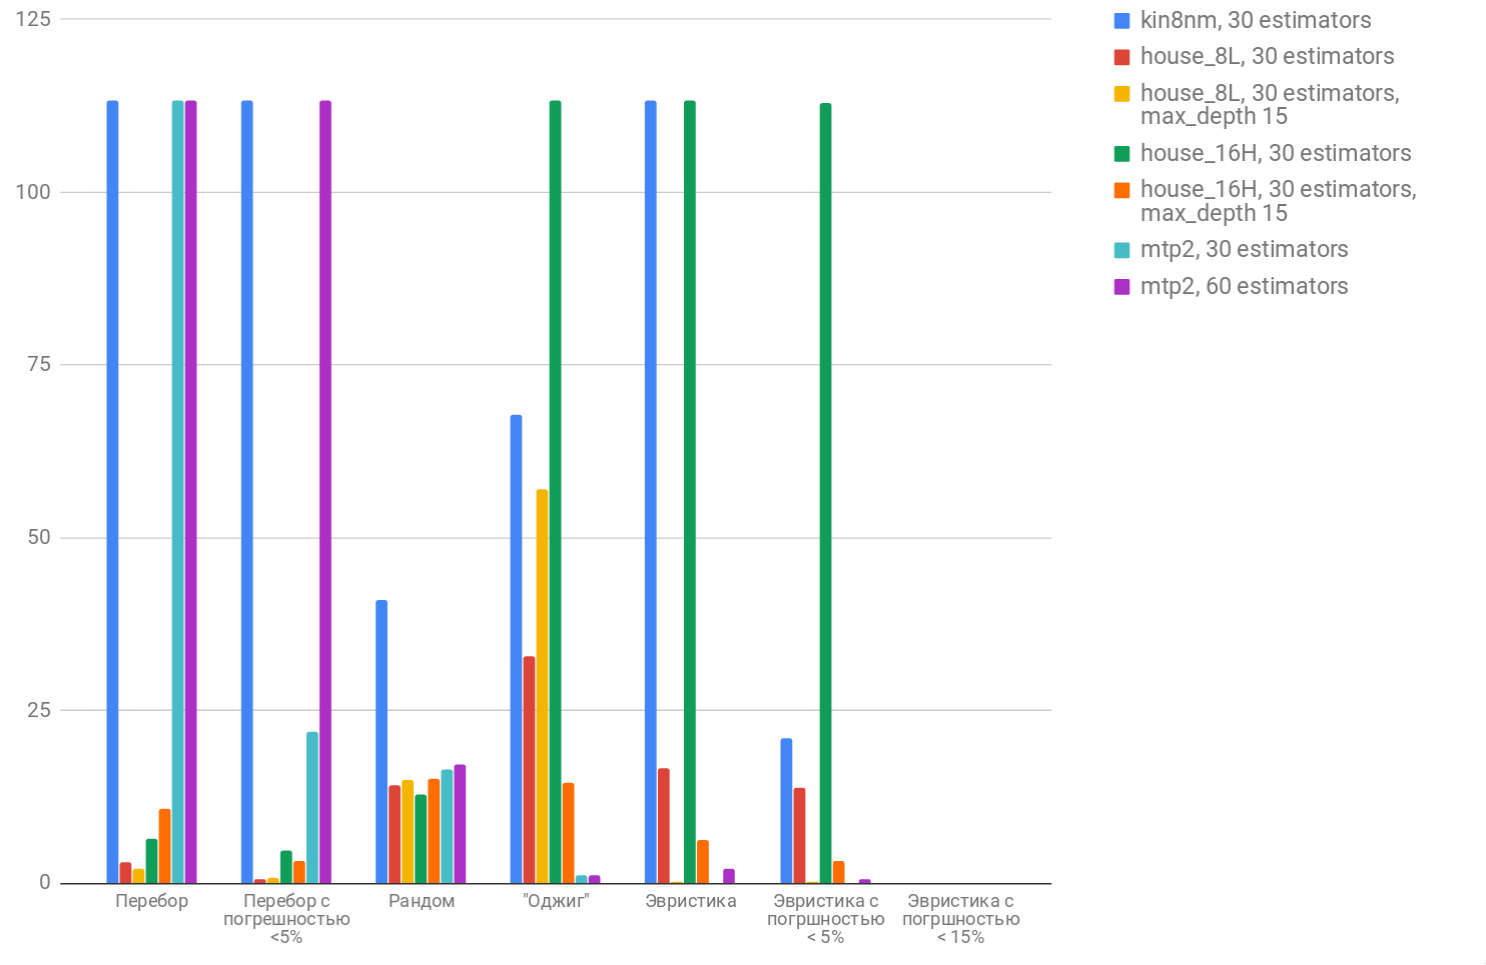 125
100
75
50
25
0
Перебор
Перебор с
погрешностью
<5%
Рандом
"Оджиг"
Эвристика
Эвристика с
погршностью
< 5%
Эвристика с
погршностью
< 15%
kin8nm, 30 estimators
house_8L, 30 estimators
house_8L, 30 estimators,
max_depth 15
house_16H, 30 estimators
house_16H, 30 estimators,
max_depth 15
mtp2, 30 estimators
mtp2, 60 estimators